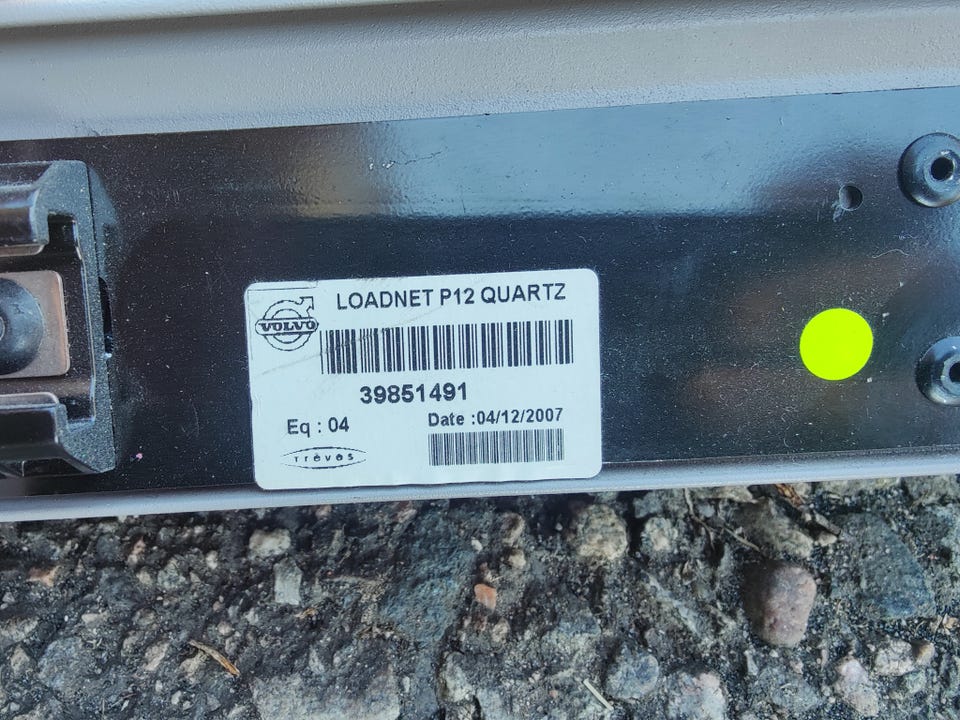 LOADNET P12 QUARTZ
VOLVO
39851491
Eq : 04
Date :04/12/2007
Trèves